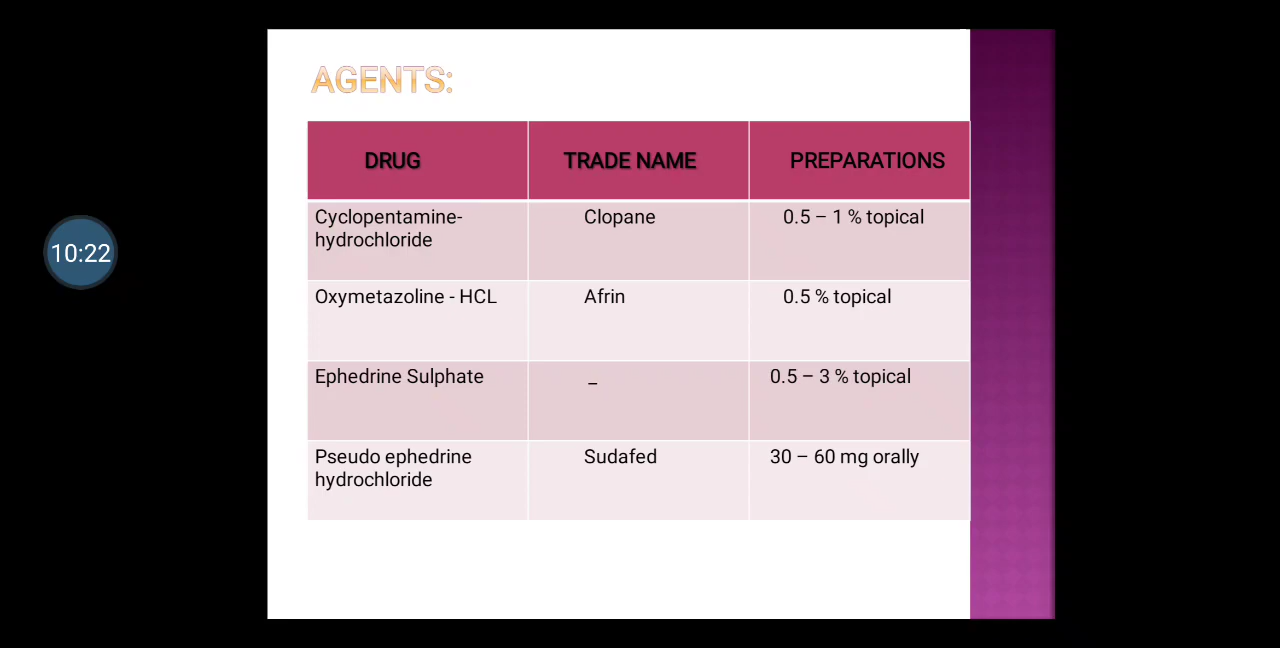 AGENTS:
DRUG TRADE NAME PREPARATIONS
Cyclopentamine- Clopane 0.5 – 1 % topical
hydrochloride
10:22
Oxymetazoline - HCL Afrin 0.5 % topical
Ephedrine Sulphate – 0.5 – 3 % topical
Pseudo ephedrine Sudafed 30 – 60 mg orally
hydrochloride